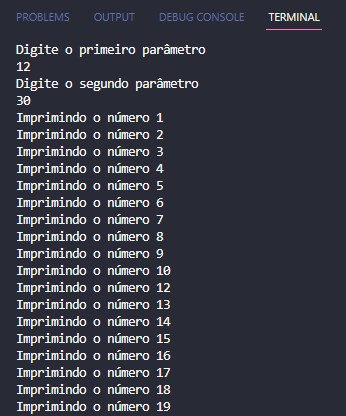 PROBLEMS OUTPUT DEBUG CONSOLE TERMINAL
Digite o primeiro parâmetro
12
Digite o segundo parâmetro
30
Imprimindo o número 1
Imprimindo o número 2
Imprimindo o número 3
Imprimindo o número 4
Imprimindo o número 5
Imprimindo o número 6
Imprimindo o número 7
Imprimindo o número 8
Imprimindo o número 9
Imprimindo o número 10
Imprimindo o número 12
Imprimindo o número 13
Imprimindo o número 14
Imprimindo o número 15
Imprimindo o número 16
Imprimindo o número 17
Imprimindo o número 18
Imprimindo o número 19